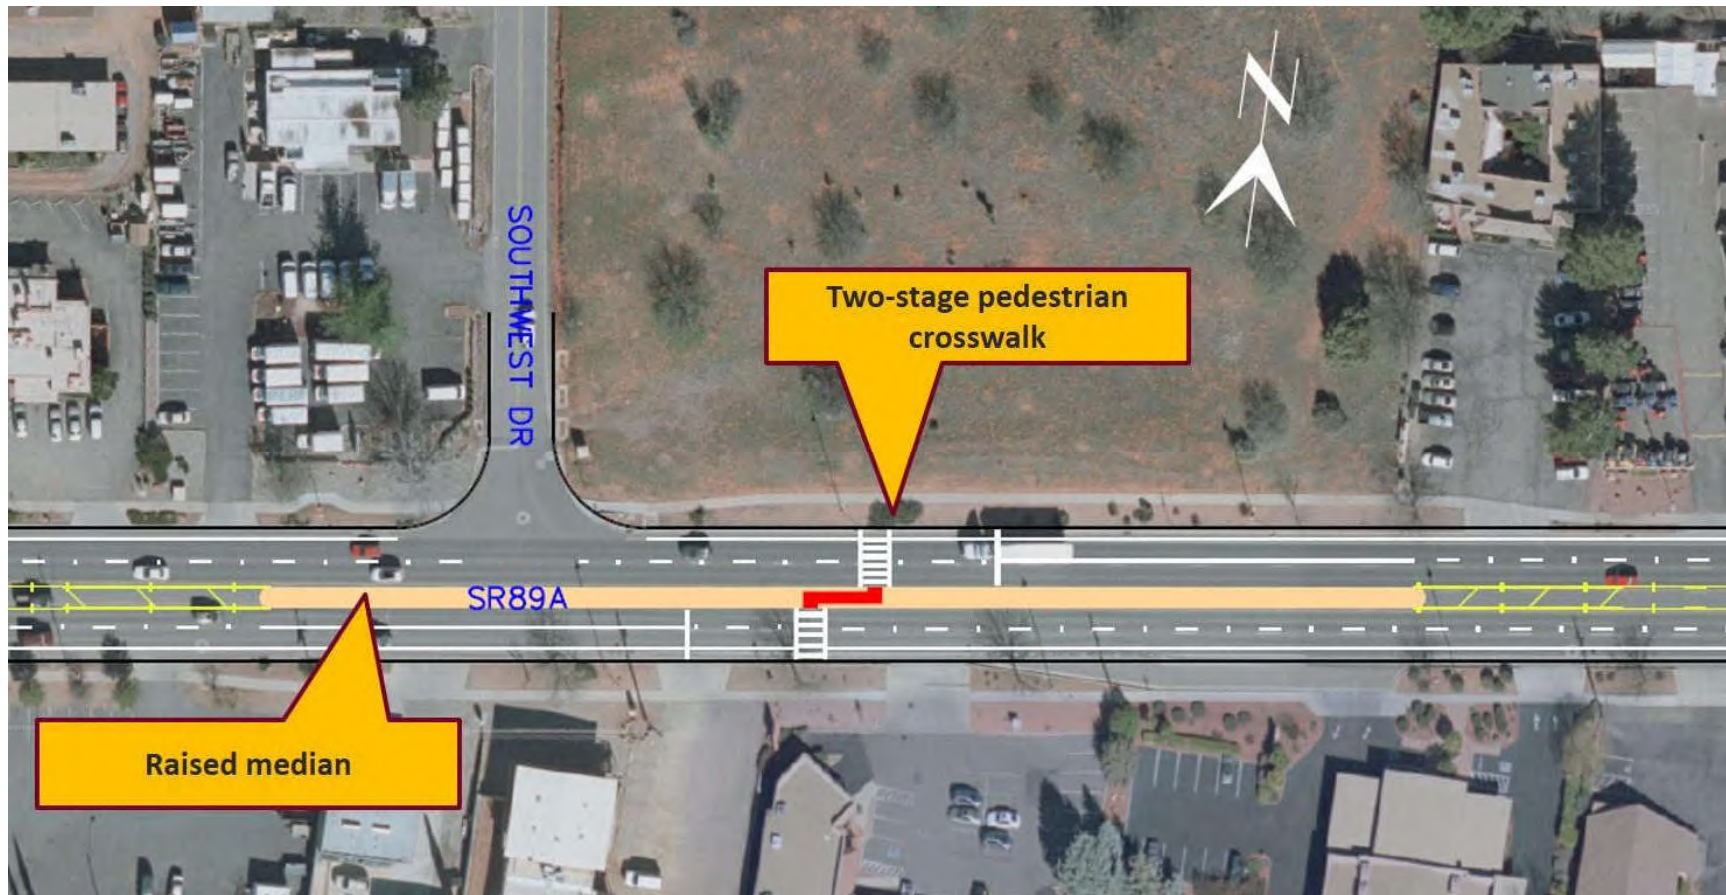 SOUTHWEST DR
Two-stage pedestrian
crosswalk
SR89A
Raised median
N